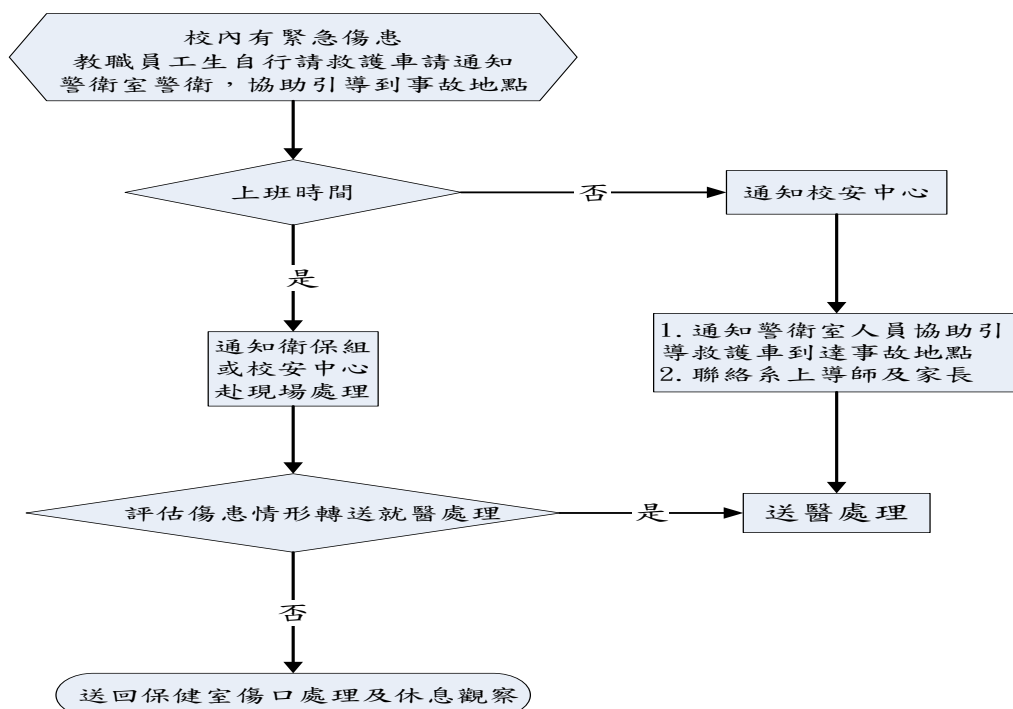 校內有緊急傷患
教職員工生自行請救護車請通知
警衛室警衛，協助引導到事故地點
上班時間
否
通知校安中心
是
通知衛保組
或校安中心
赴現場處理
1. 通知警衛室人員協助引
導救護車到達事故地點
2. 聯絡系上導師及家長
評估傷患情形轉送就醫處理
是
送醫處理
否
送回保健室傷口處理及休息觀察